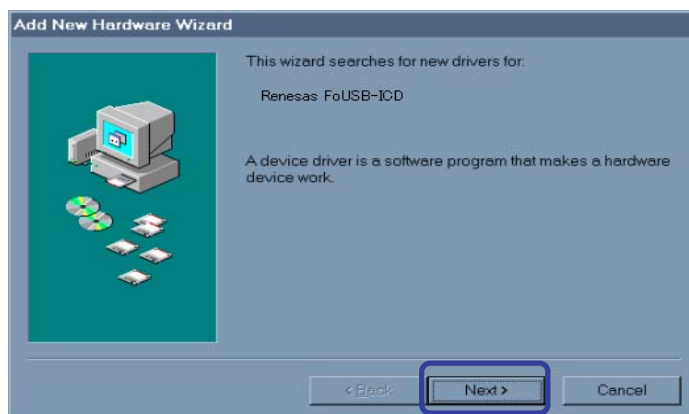 Add New Hardware Wizard
This wizard searches for new drivers for:
Renesas FoUSB-ICD
A device driver is a software program that makes a hardware
device work.
< Back
Next >
Cancel